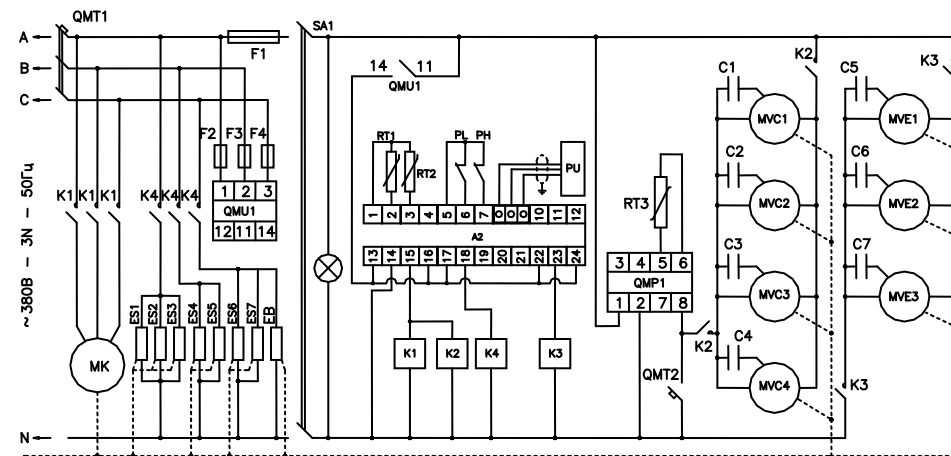 QMT1
SA1
A
F1
B
C
14 11
QMU1
K2
K3
C1
C5
MVC1
MVE1
F2 F3 F4
RT1
RT2
PL PH
PU
C2
C6
MVC2
MVE2
K1 K1 K1
K4 K4 K4
1 2 3
QMU1
12 11 14
1 2 3 4 5 6 7 0 0 0 10 11 12
A2
13 14 15 16 17 18 19 20 21 22 23 24
RT3
3 4 5 6
QMP1
1 2 7 8
C3
C7
MVC3
MVE3
~380В - 3N - 50Гц
ES1 ES2 ES3 ES4 ES5 ES6 ES7 EB
MK
K1 K2 K4 K3
K2
C4
QMT2
MVC4
K3
N